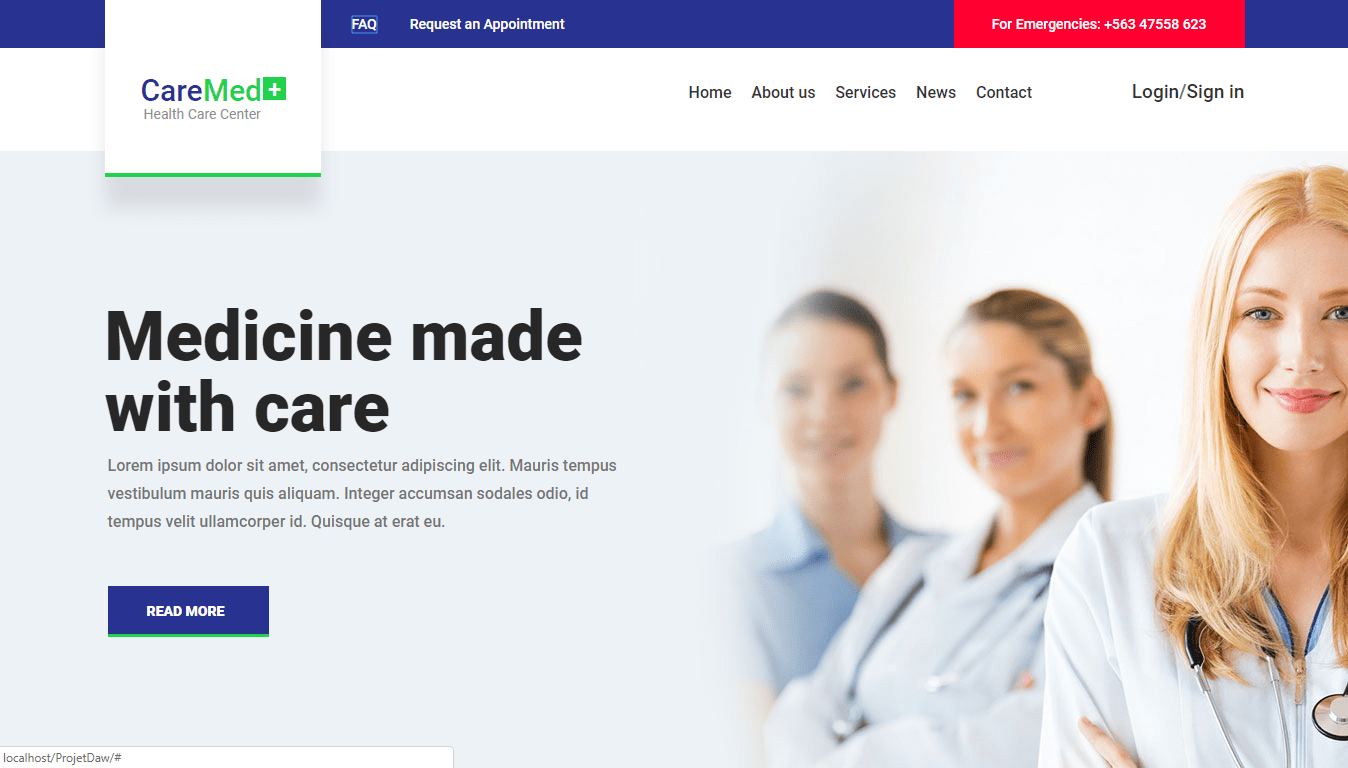 FAQ
Request an Appointment
For Emergencies: +563 47558 623
CareMed+
Health Care Center
Home
About us
Services
News
Contact
Login/Sign in
Medicine made
with care
Lorem ipsum dolor sit amet, consectetur adipiscing elit. Mauris tempus
vestibulum mauris quis aliquam. Integer accumsan sodales odio, id
tempus velit ullamcorper id. Quisque at erat eu.
READ MORE
localhost/ProjetDaw/#